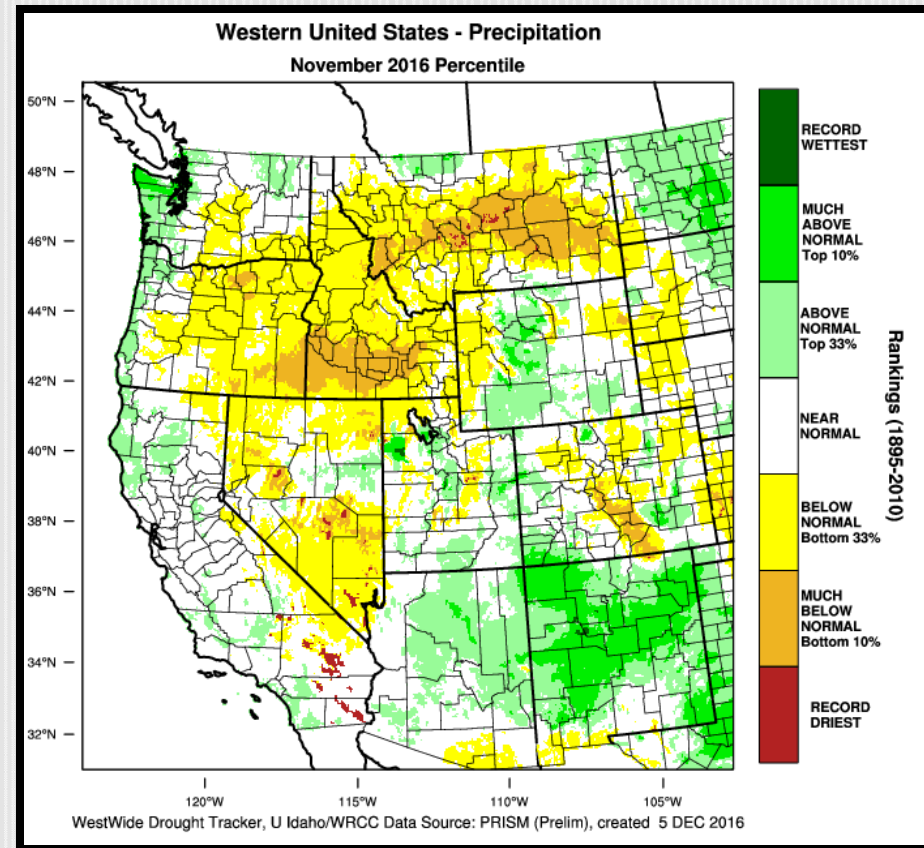 Western United States - Precipitation
November 2016 Percentile
50°N
48°N
46°N
44°N
42°N
40°N
38°N
36°N
34°N
32°N
120°W
115°W
110°W
105°W
RECORD
WETTEST
MUCH
ABOVE
NORMAL
Top 10%
ABOVE
NORMAL
Top 33%
NEAR
NORMAL
BELOW
NORMAL
Bottom 33%
MUCH
BELOW
NORMAL
Bottom 10%
RECORD
DRIEST
Rankings (1895-2010)
WestWide Drought Tracker, U Idaho/WRCC Data Source: PRISM (Prelim), created 5 DEC 2016